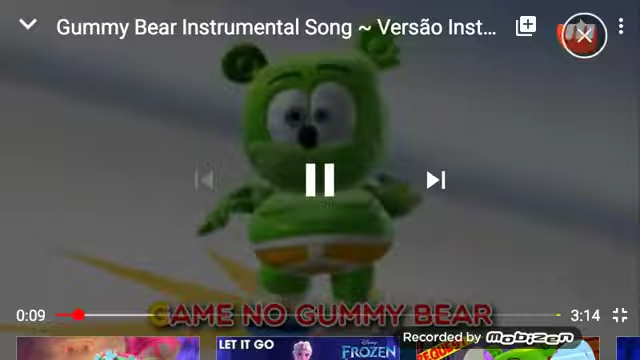 Gummy Bear Instrumental Song ~ Versão Inst...
0:09
GAME NO GUMMY BEAR
3:14
Recorded by Mobizen
LET IT GO
Disney
FROZEN